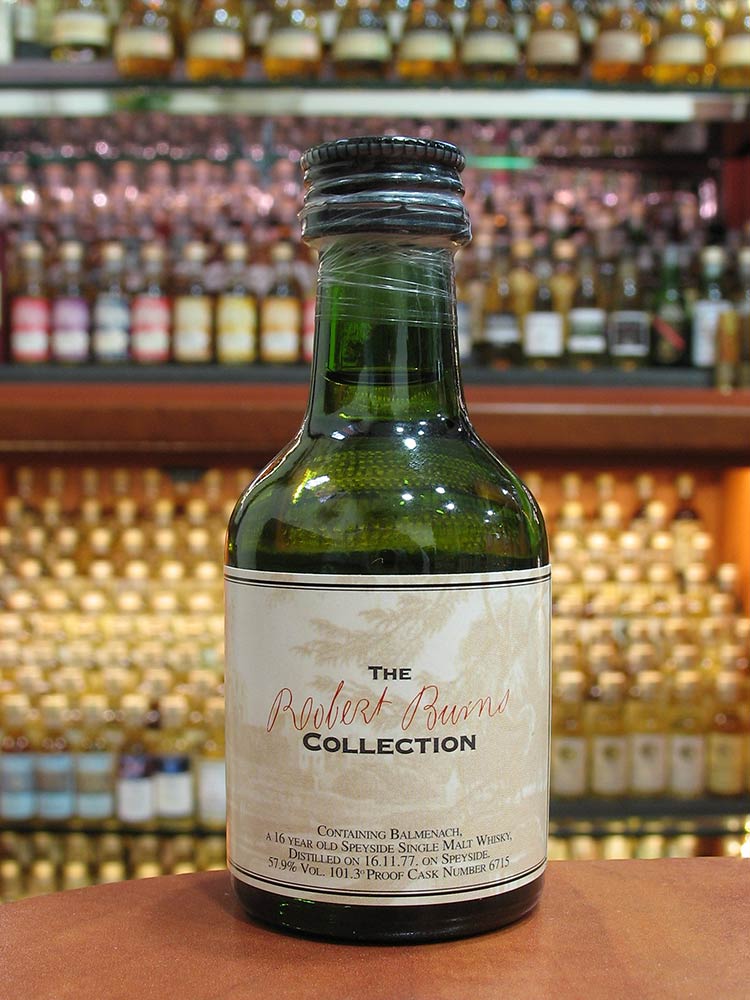 THE
Robert Burns
COLLECTION
CONTAINING BALMENACH,
A 16 YEAR OLD SPEYSIDE SINGLE MALT WHISKY,
DISTILLED ON 16.11.77. ON SPEYSIDE.
57.9% VOL. 101.3º PROOF CASK NUMBER 6715